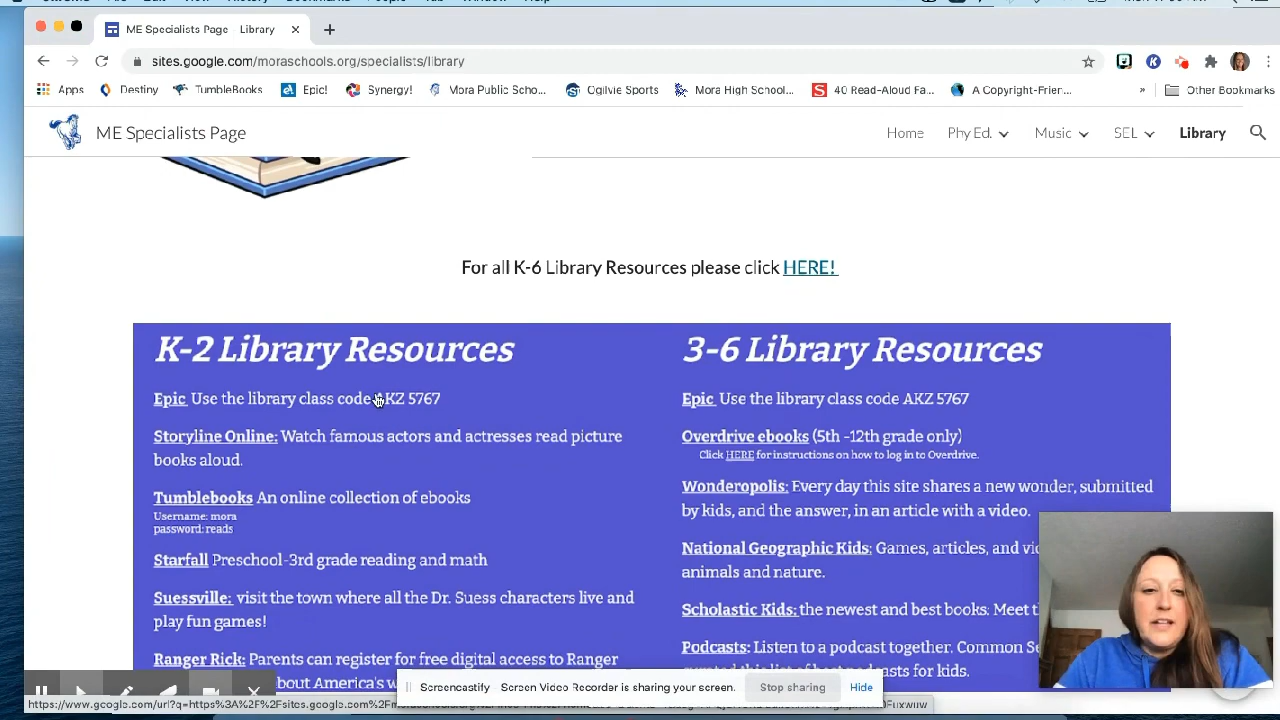 ME Specialists Page - Library
sites.google.com/moraschools.org/specialists/library
Apps Destiny TumbleBooks Epic! Synergy! Mora Public Scho... Ogilvie Sports Mora High School... 40 Read-Aloud Fa... A Copyright-Frien... » Other Bookmarks
ME Specialists Page Home Phy Ed. Music SEL Library
For all K-6 Library Resources please click HERE!
K-2 Library Resources
Epic Use the library class code AKZ 5767
Storyline Online: Watch famous actors and actresses read picture
books aloud.
Tumblebooks An online collection of ebooks
Username: mora
password: reads
Starfall Preschool-3rd grade reading and math
Suessville: visit the town where all the Dr. Suess characters live and
play fun games!
Ranger Rick: Parents can register for free digital access to Ranger
about America's
3-6 Library Resources
Epic Use the library class code AKZ 5767
Overdrive ebooks (5th -12th grade only)
Click HERE for instructions on how to log in to Overdrive.
Wonderopolis: Every day this site shares a new wonder, submitted
by kids, and the answer, in an article with a video.
National Geographic Kids: Games, articles, and
animals and nature.
Scholastic Kids: the newest and best books: Meet
Podcasts: Listen to a podcast together. Common
list of best podcasts for kids.
Screencastify - Screen Video Recorder is sharing your screen. Stop sharing Hide